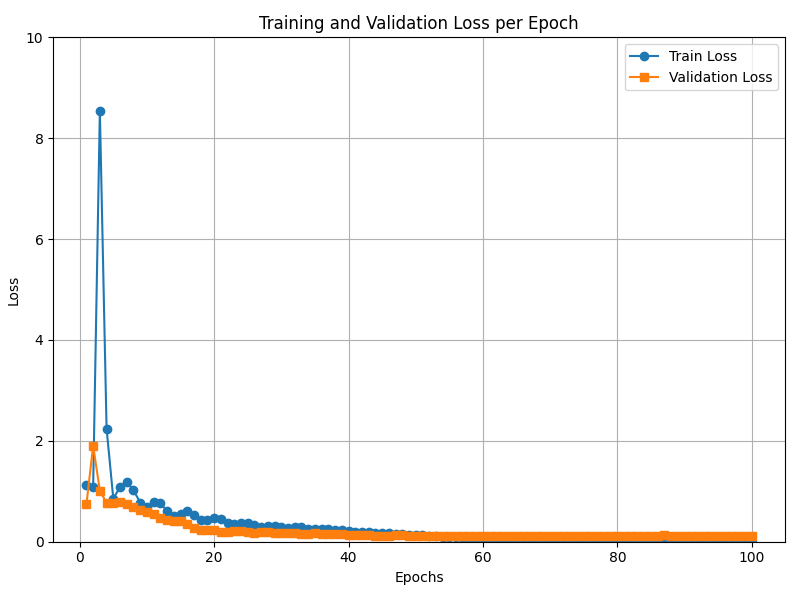 Training and Validation Loss per Epoch
Train Loss
Validation Loss
10
8
6
4
2
0
Loss
0 20 40 60 80 100
Epochs